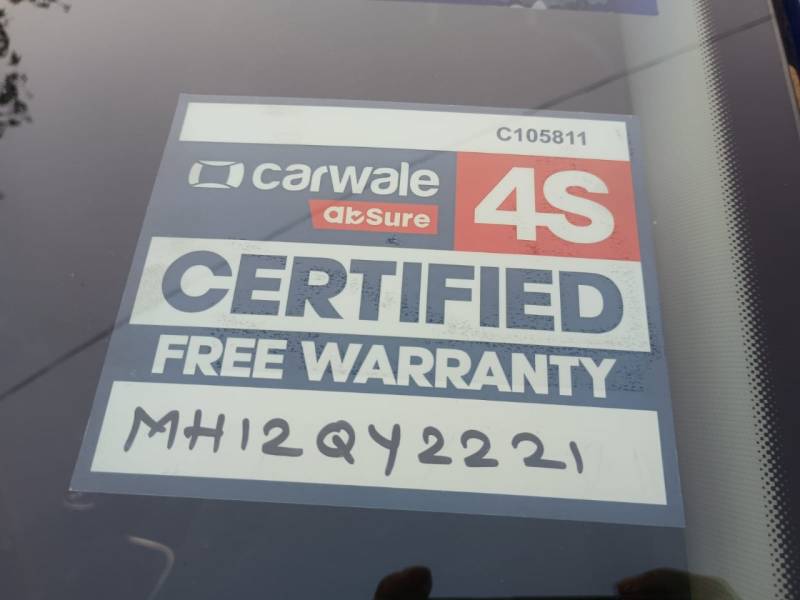 C105811
carwale
abSure
4S
CERTIFIED
FREE WARRANTY
MH12QY2221